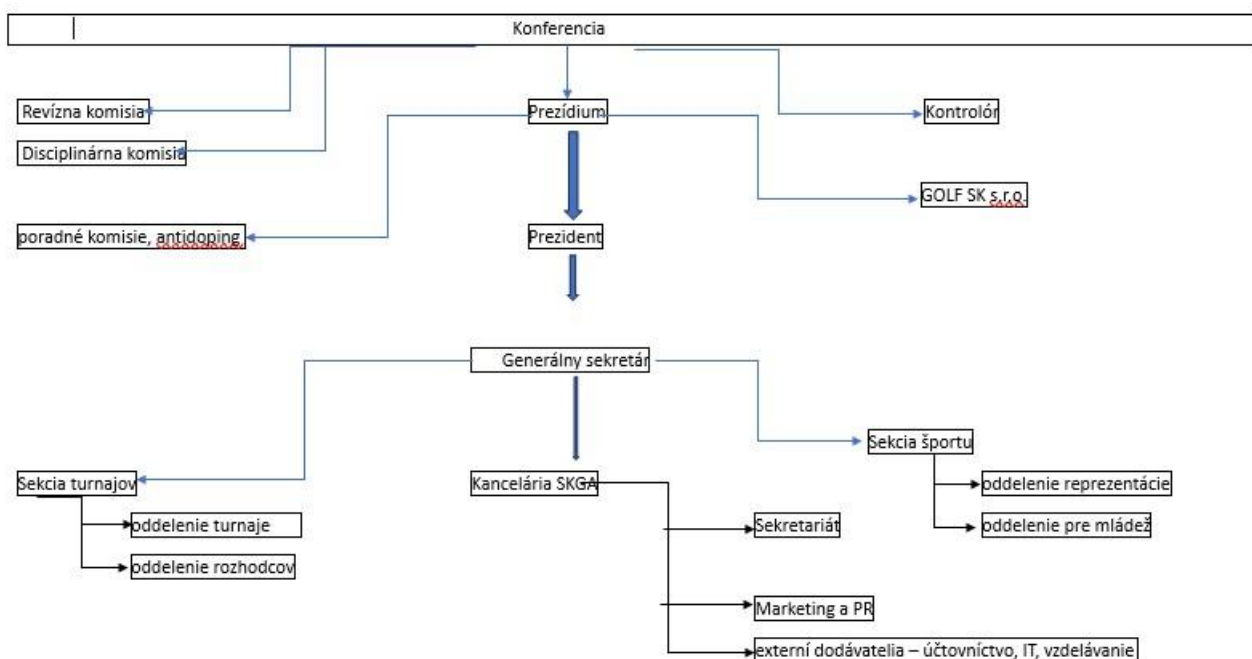 Konferencia
Revízna komisia
Prezídium
Kontrolór
Disciplinárna komisia
GOLF SK s.r.o.
poradné komisie, antidoping,
Prezident
Generálny sekretár
Sekcia športu
Sekcia turnajov
Kancelária SKGA
oddelenie reprezentácie
oddelenie turnaje
Sekretariát
oddelenie pre mládež
oddelenie rozhodcov
Marketing a PR
externí dodávatelia – účtovníctvo, IT, vzdelávanie